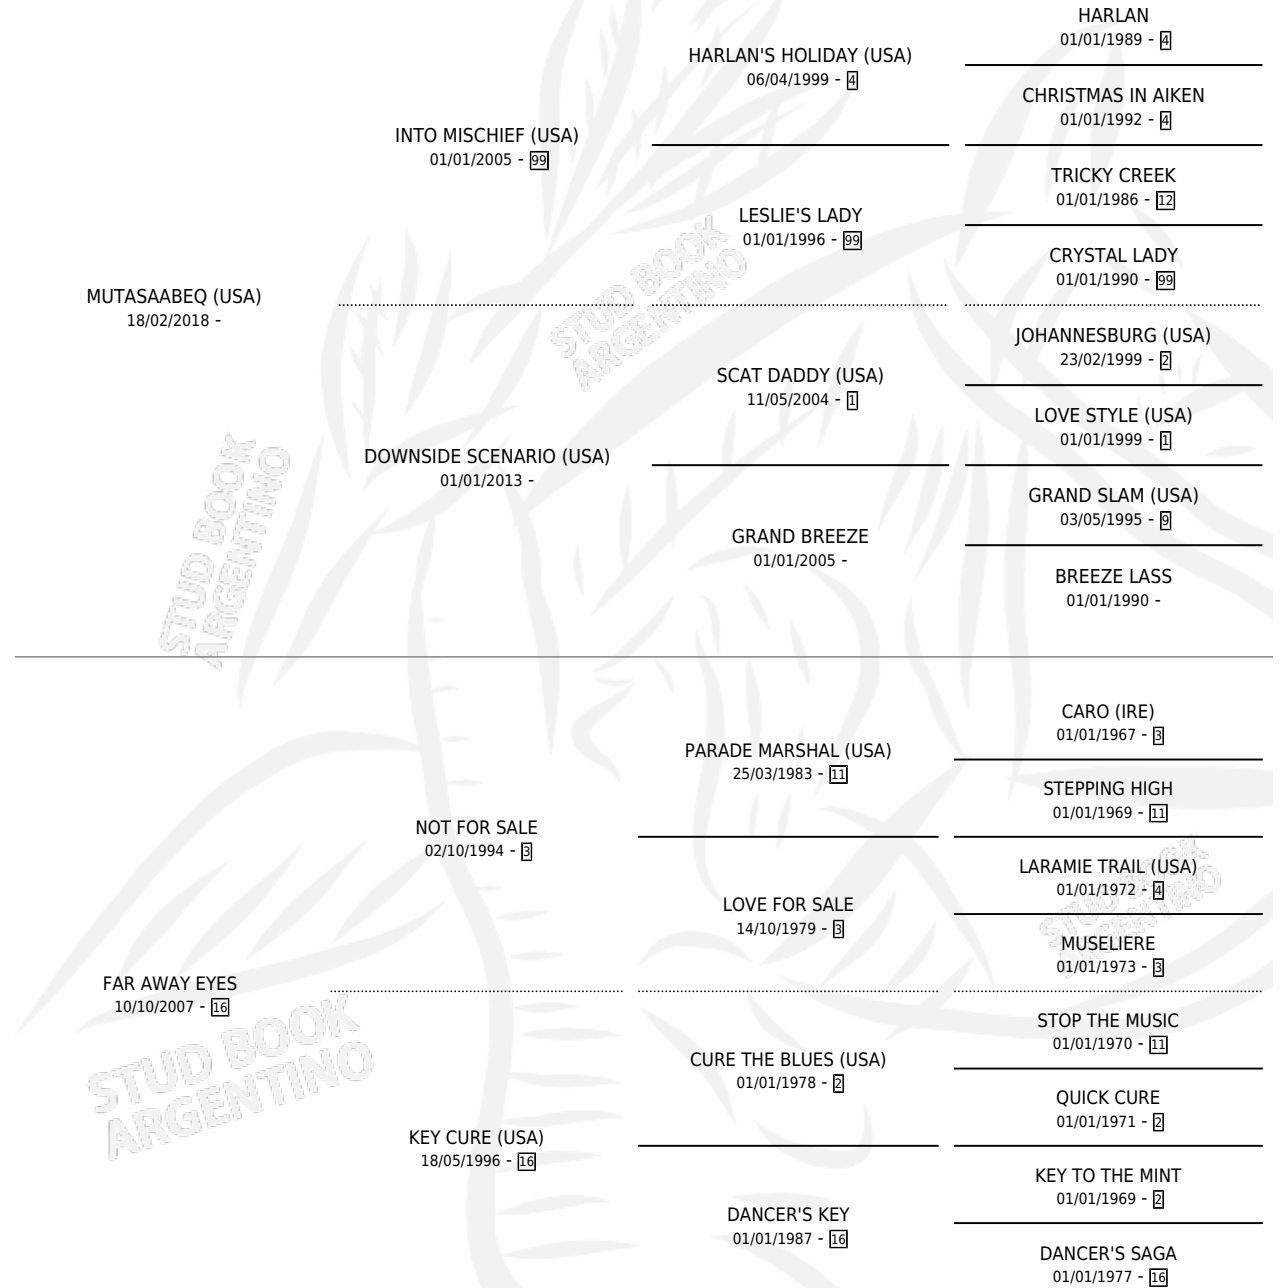 HARLAN
01/01/1989 - 4
HARLAN'S HOLIDAY (USA)
06/04/1999 - 4
CHRISTMAS IN AIKEN
01/01/1992 - 4
INTO MISCHIEF (USA)
01/01/2005 - 99
TRICKY CREEK
01/01/1986 - 12
LESLIE'S LADY
01/01/1996 - 99
CRYSTAL LADY
01/01/1990 - 99
MUTASAABEQ (USA)
18/02/2018 -
STUD BOOK
ARGENTINO
JOHANNESBURG (USA)
23/02/1999 - 2
SCAT DADDY (USA)
11/05/2004 - 1
LOVE STYLE (USA)
01/01/1999 - 1
DOWNSIDE SCENARIO (USA)
01/01/2013 -
GRAND SLAM (USA)
03/05/1995 - 9
GRAND BREEZE
01/01/2005 -
BREEZE LASS
01/01/1990 -
STUD BOOK
ARGENTINO
CARO (IRE)
01/01/1967 - 3
PARADE MARSHAL (USA)
25/03/1983 - 11
STEPPING HIGH
01/01/1969 - 11
NOT FOR SALE
02/10/1994 - 3
LARAMIE TRAIL (USA)
01/01/1972 - 4
LOVE FOR SALE
14/10/1979 - 3
MUSELIERE
01/01/1973 - 3
STUD BOOK
ARGENTINO
FAR AWAY EYES
10/10/2007 - 16
STOP THE MUSIC
01/01/1970 - 11
CURE THE BLUES (USA)
01/01/1978 - 2
QUICK CURE
01/01/1971 - 2
KEY CURE (USA)
18/05/1996 - 16
KEY TO THE MINT
01/01/1969 - 2
DANCER'S KEY
01/01/1987 - 16
DANCER'S SAGA
01/01/1977 - 16
STUD BOOK
ARGENTINO